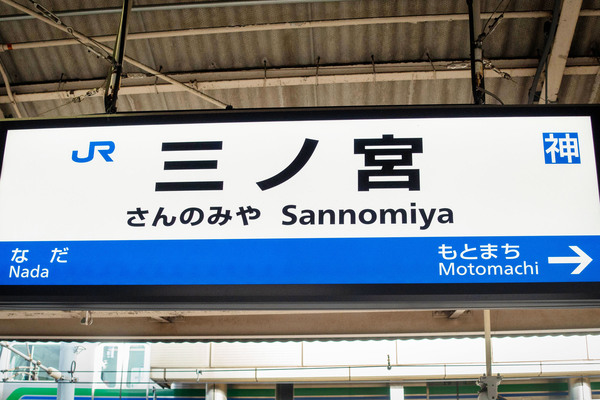 JR 三ノ宮 神
さんのみや Sannomiya
なだ もとまち
Nada Motomachi